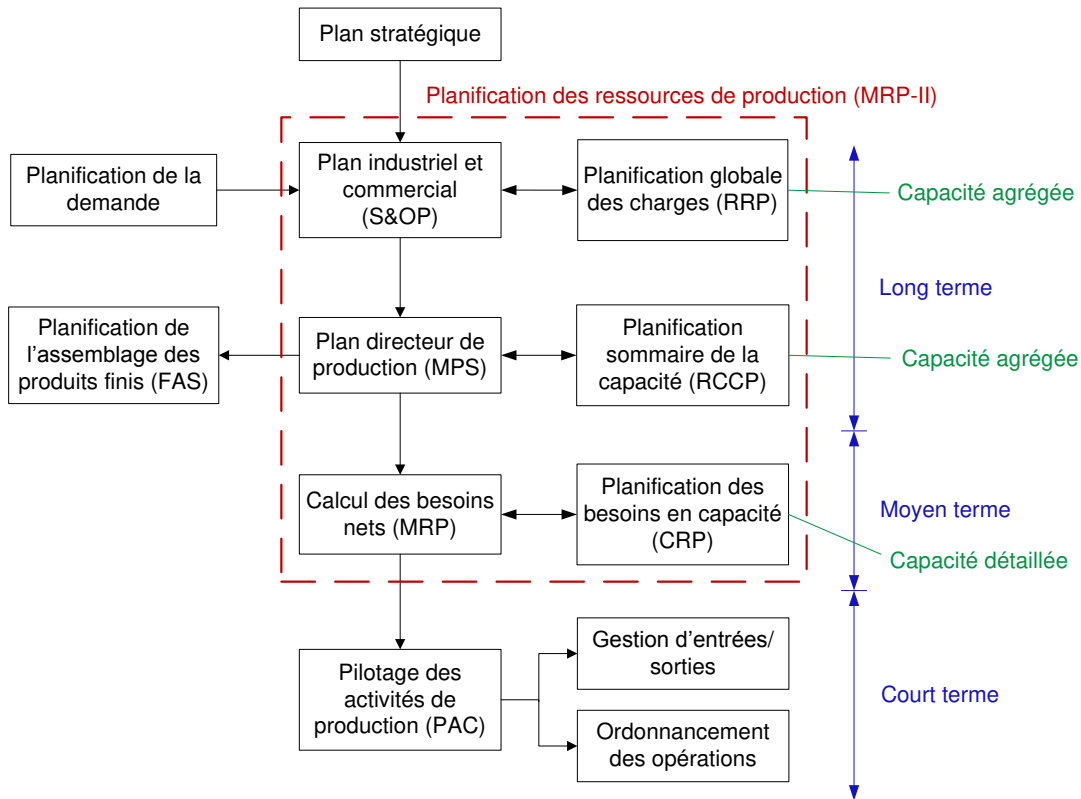 Plan stratégique
Planification des ressources de production (MRP-II)
Planification de la
demande
Plan industriel et
commercial
(S&OP)
Planification globale
des charges (RRP)
Capacité agrégée
Long terme
Planification de
l’assemblage des
produits finis (FAS)
Plan directeur de
production (MPS)
Planification
sommaire de la
capacité (RCCP)
Capacité agrégée
Calcul des besoins
nets (MRP)
Planification des
besoins en capacité
(CRP)
Moyen terme
Capacité détaillée
Pilotage des
activités de
production (PAC)
Gestion d’entrées/
sorties
Ordonnancement
des opérations
Court terme